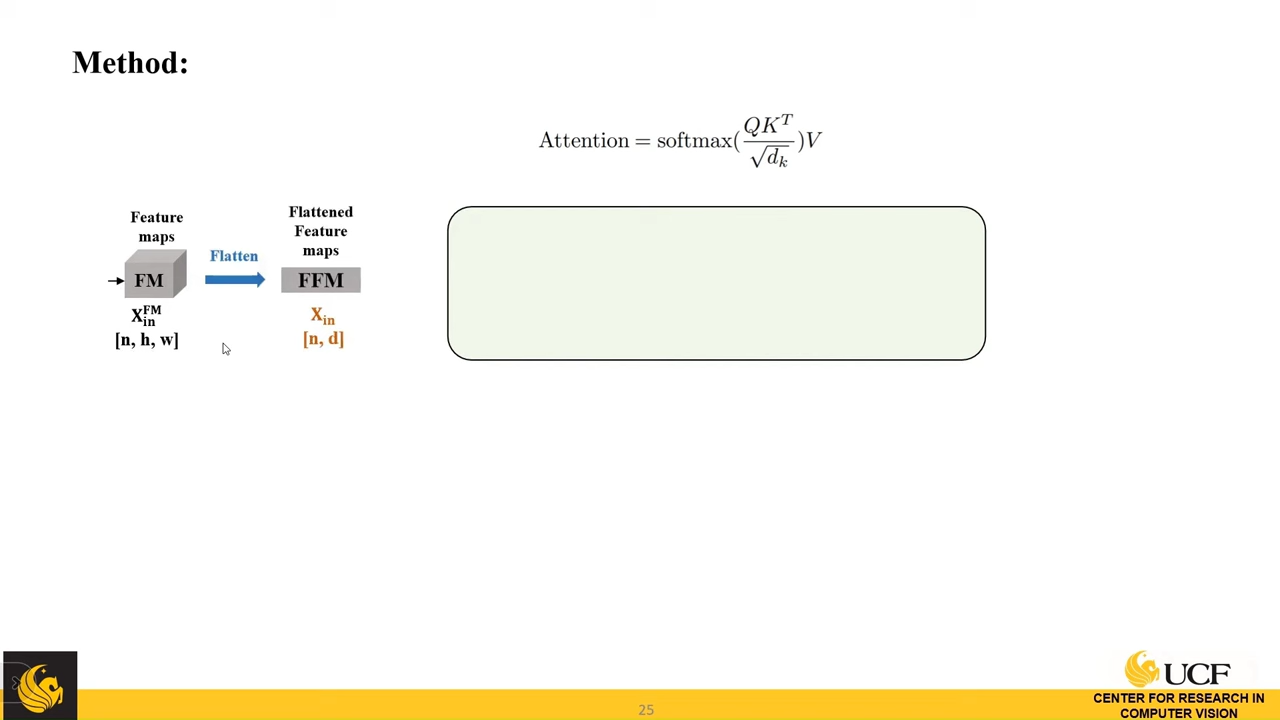 Method:
Attention = softmax(QK^T/√d_k)V
Feature
maps
FM
X_in^FM
[n, h, w]
Flatten
Flattened
Feature
maps
FFM
X_in
[n, d]
25
UCF
CENTER FOR RESEARCH IN
COMPUTER VISION